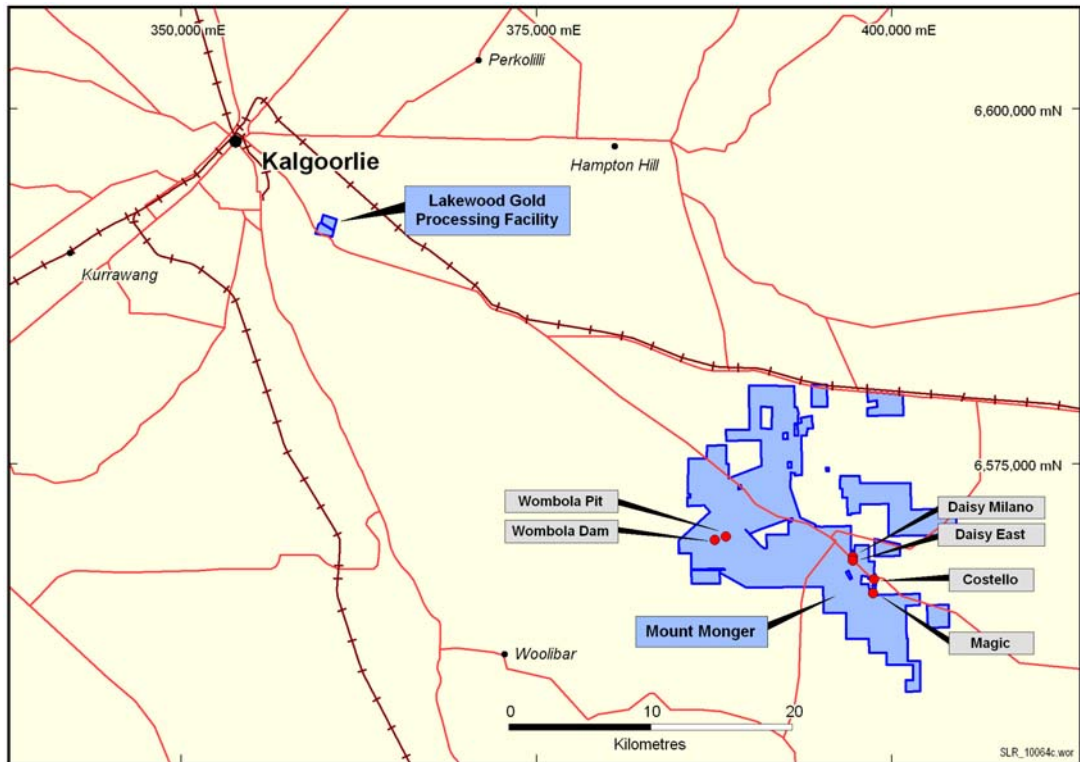 350,000 mE
375,000 mE
400,000 mE
Perkolilli
6,600,000 mN
Kalgoorlie
Hampton Hill
Lakewood Gold
Processing Facility
Kurrawang
6,575,000 mN
Wombola Pit
Wombola Dam
Daisy Milano
Daisy East
Costello
Mount Monger
Magic
Woolibar
0 10 20
Kilometres
SLR_10064c.wor